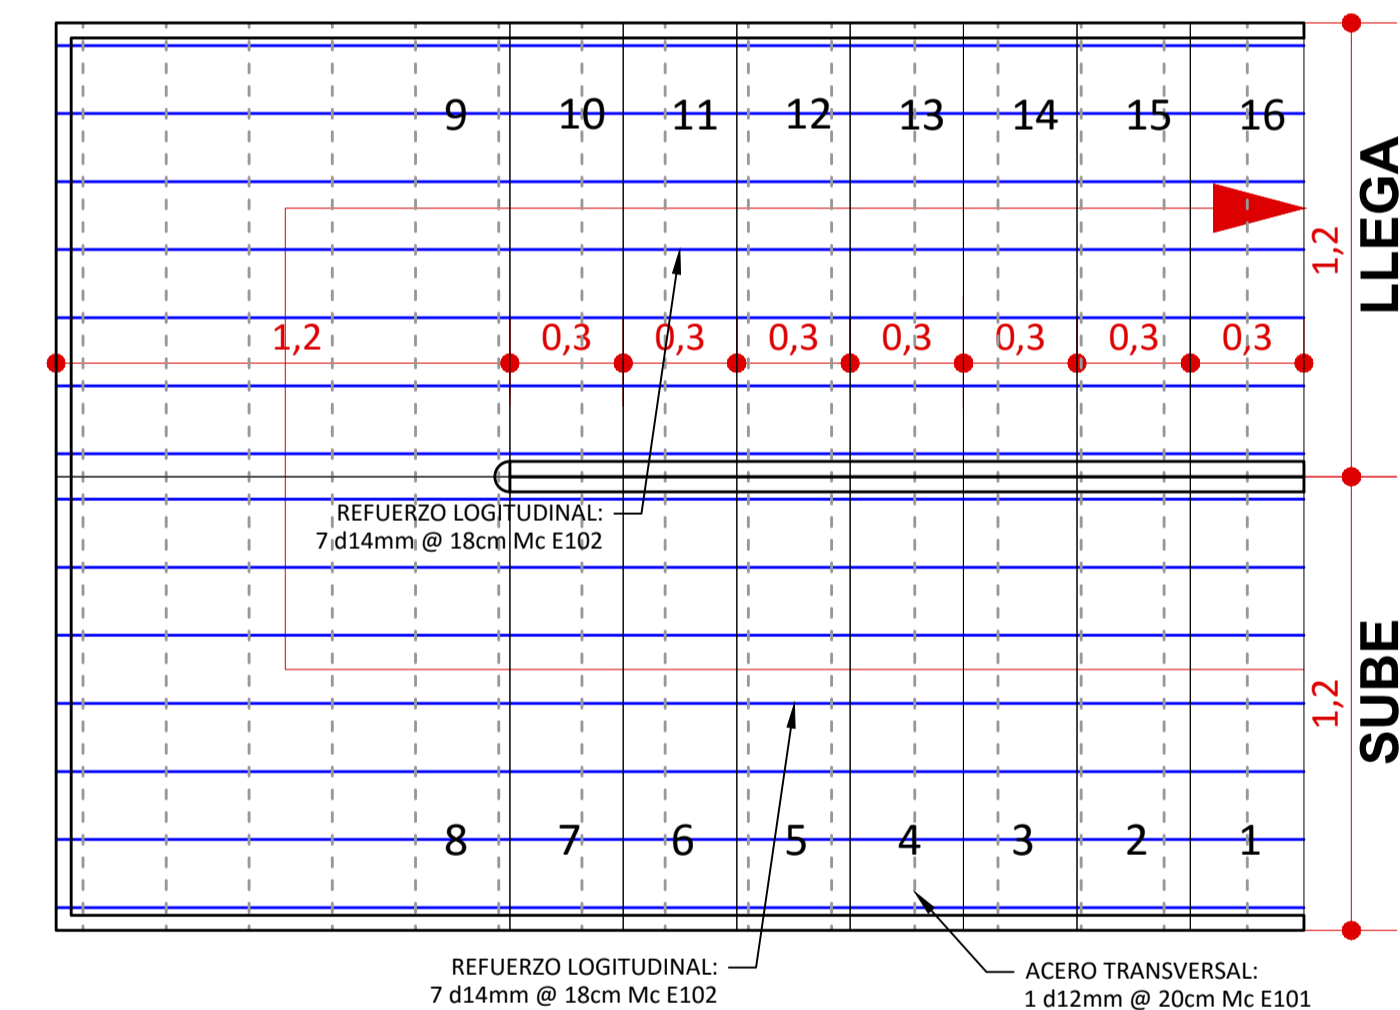 9 10 11 12 13 14 15 16
LLEGA
1,2
1,2 0,3 0,3 0,3 0,3 0,3 0,3 0,3
REFUERZO LOGITUDINAL:
7 d14mm @ 18cm Mc E102
SUBE
1,2
8 7 6 5 4 3 2 1
REFUERZO LOGITUDINAL:
7 d14mm @ 18cm Mc E102
ACERO TRANSVERSAL:
1 d12mm @ 20cm Mc E101